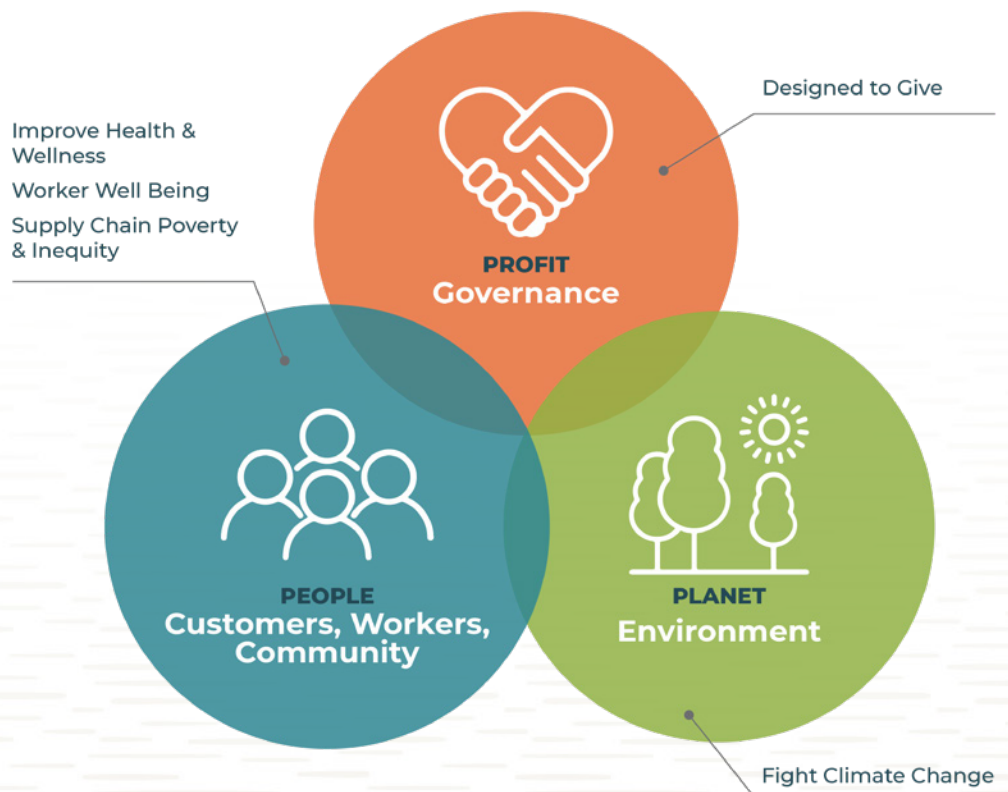 Designed to Give
Improve Health &
Wellness
Worker Well Being
Supply Chain Poverty
& Inequity
PROFIT
Governance
PEOPLE
Customers, Workers,
Community
PLANET
Environment
Fight Climate Change